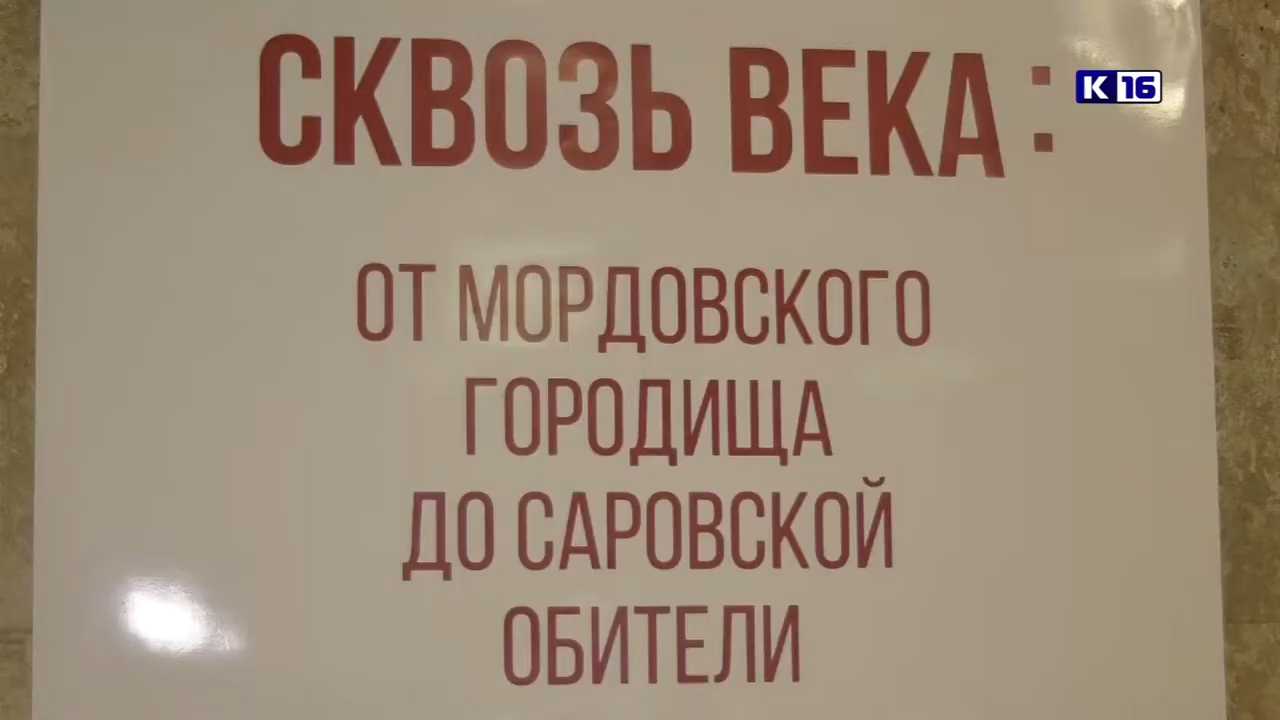 СКВОЗЬ ВЕКА:
К 16
ОТ МОРДОВСКОГО
ГОРОДИЩА
ДО САРОВСКОЙ
ОБИТЕЛИ